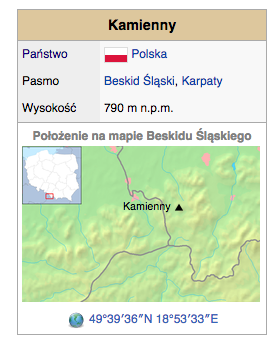 Kamienny
Państwo Polska
Pasmo Beskid Śląski, Karpaty
Wysokość 790 m n.p.m.
Położenie na mapie Beskidu Śląskiego
Kamienny
49°39′36″N 18°53′33″E